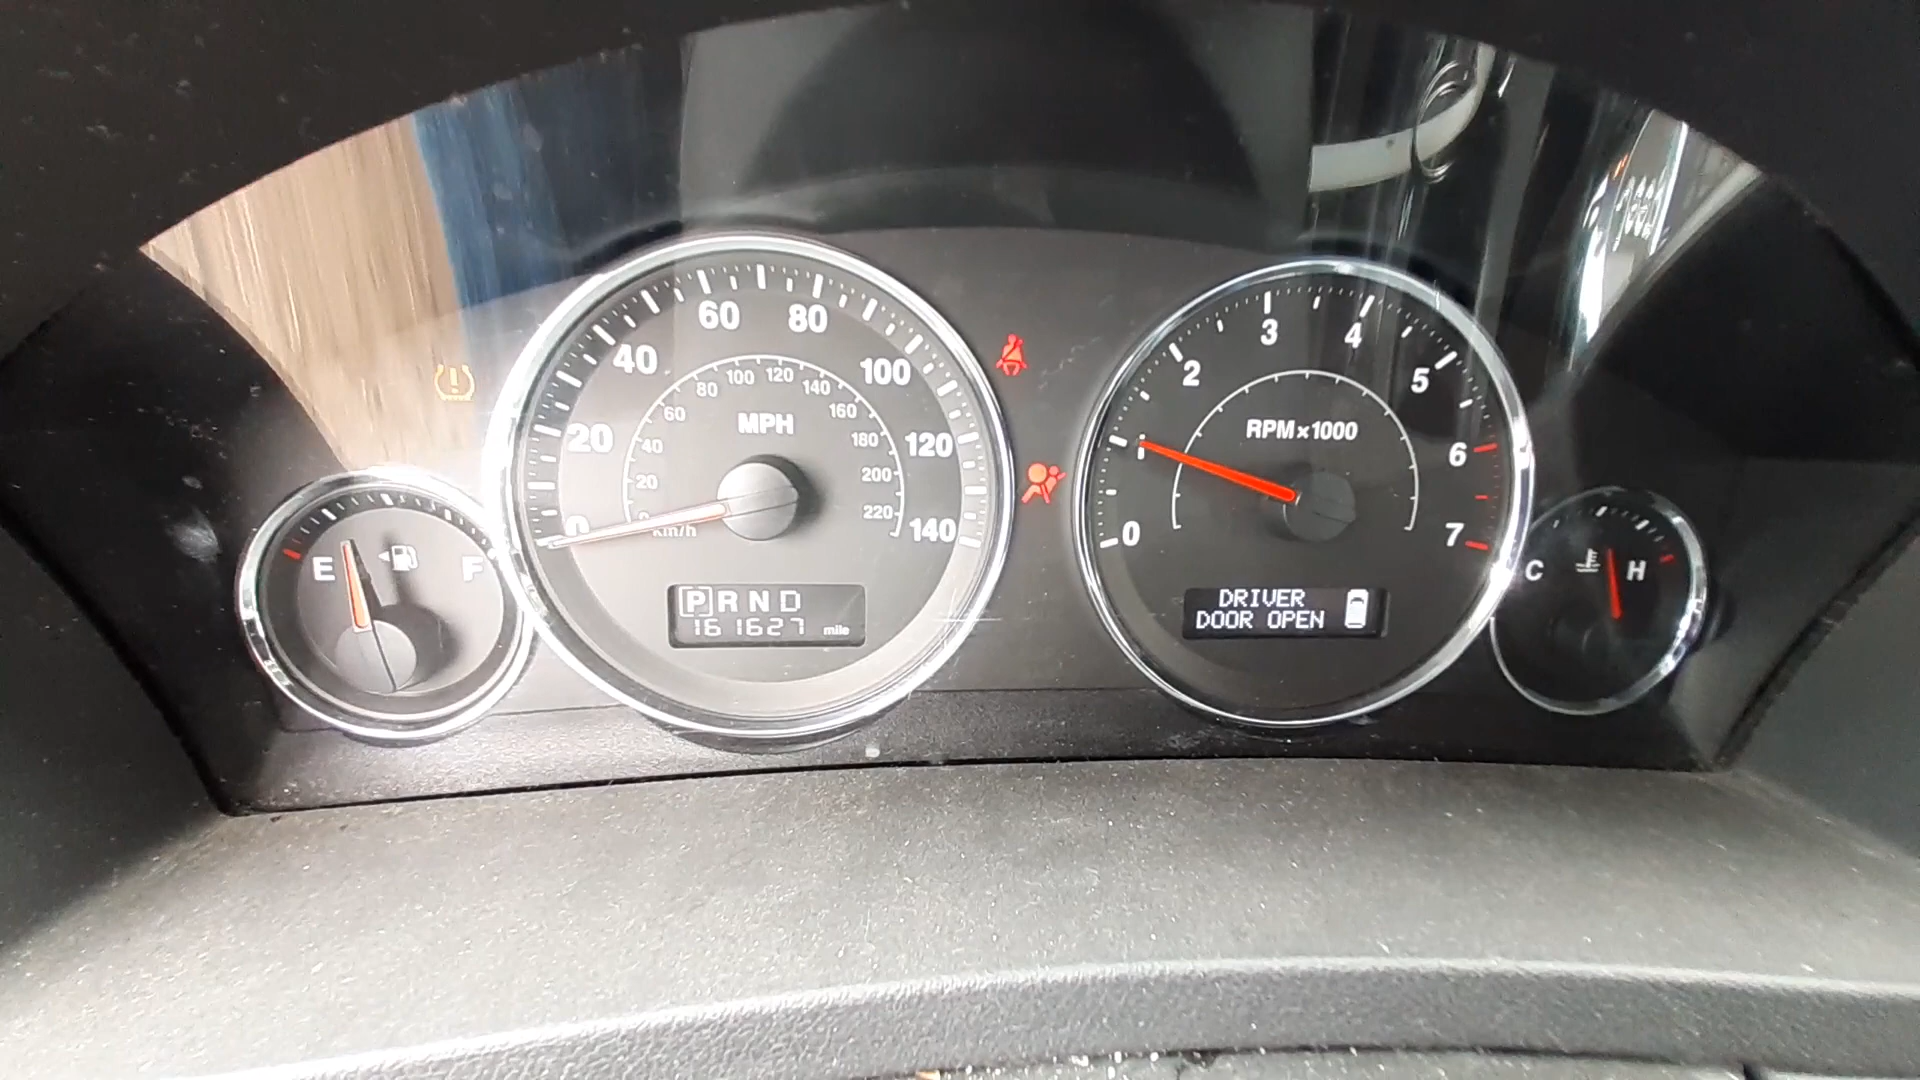 60 80
40 100
20 120
0 140
80 100 120 140
60 160
40 180
20 200
220
MPH
km/h
P R N D
161627 mile
E F
3 4
2 5
1 6
0 7
RPM×1000
DRIVER
DOOR OPEN
C H